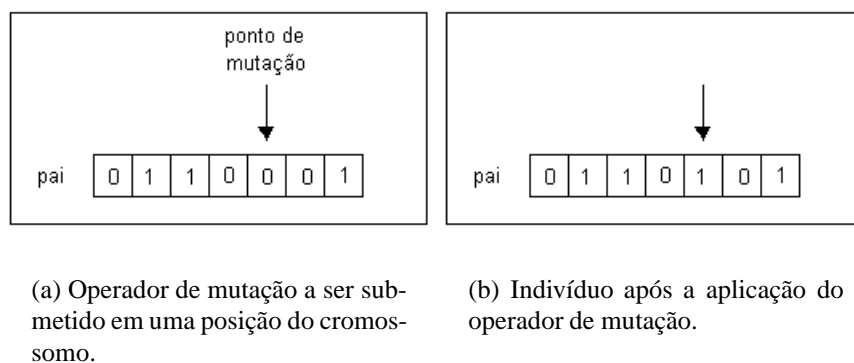 ponto de
mutação
pai 0 1 1 0 0 0 1
pai 0 1 1 0 1 0 1
(a) Operador de mutação a ser sub-
metido em uma posição do cromos-
somo.
(b) Indivíduo após a aplicação do
operador de mutação.